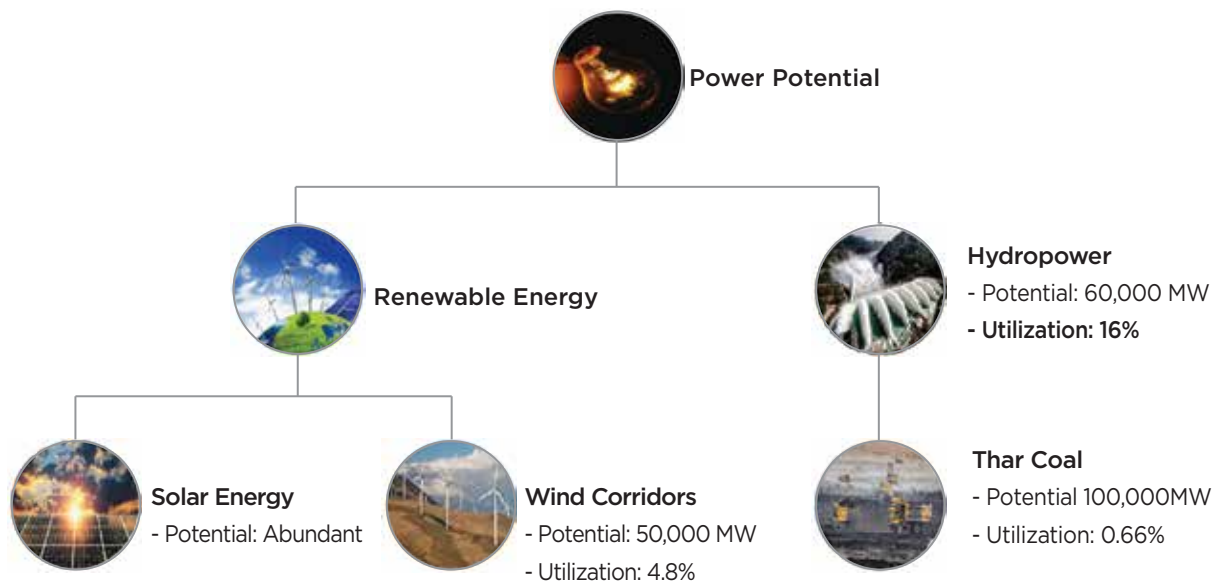 Power Potential
Renewable Energy
Hydropower
- Potential: 60,000 MW
- Utilization: 16%
Solar Energy
- Potential: Abundant
Wind Corridors
- Potential: 50,000 MW
- Utilization: 4.8%
Thar Coal
- Potential 100,000MW
- Utilization: 0.66%